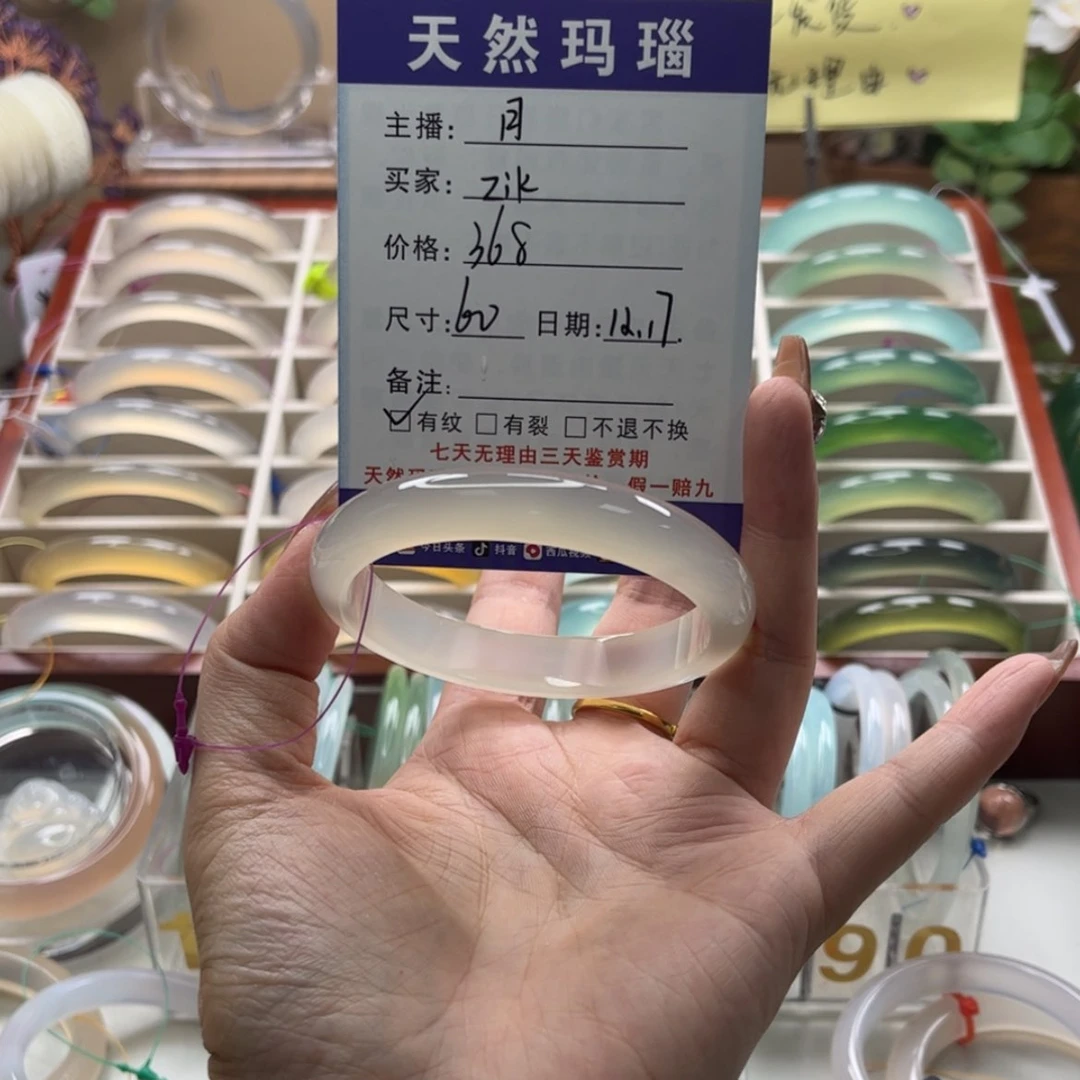 天然玛瑙
主播: 月
买家: zik
价格: 368
尺寸: 60 日期: 12.17.
备注:
☑有纹 □有裂 □不退不换
七天无理由三天鉴赏期
天然 假一赔九
今日头条 抖音 西瓜视频
理由
90